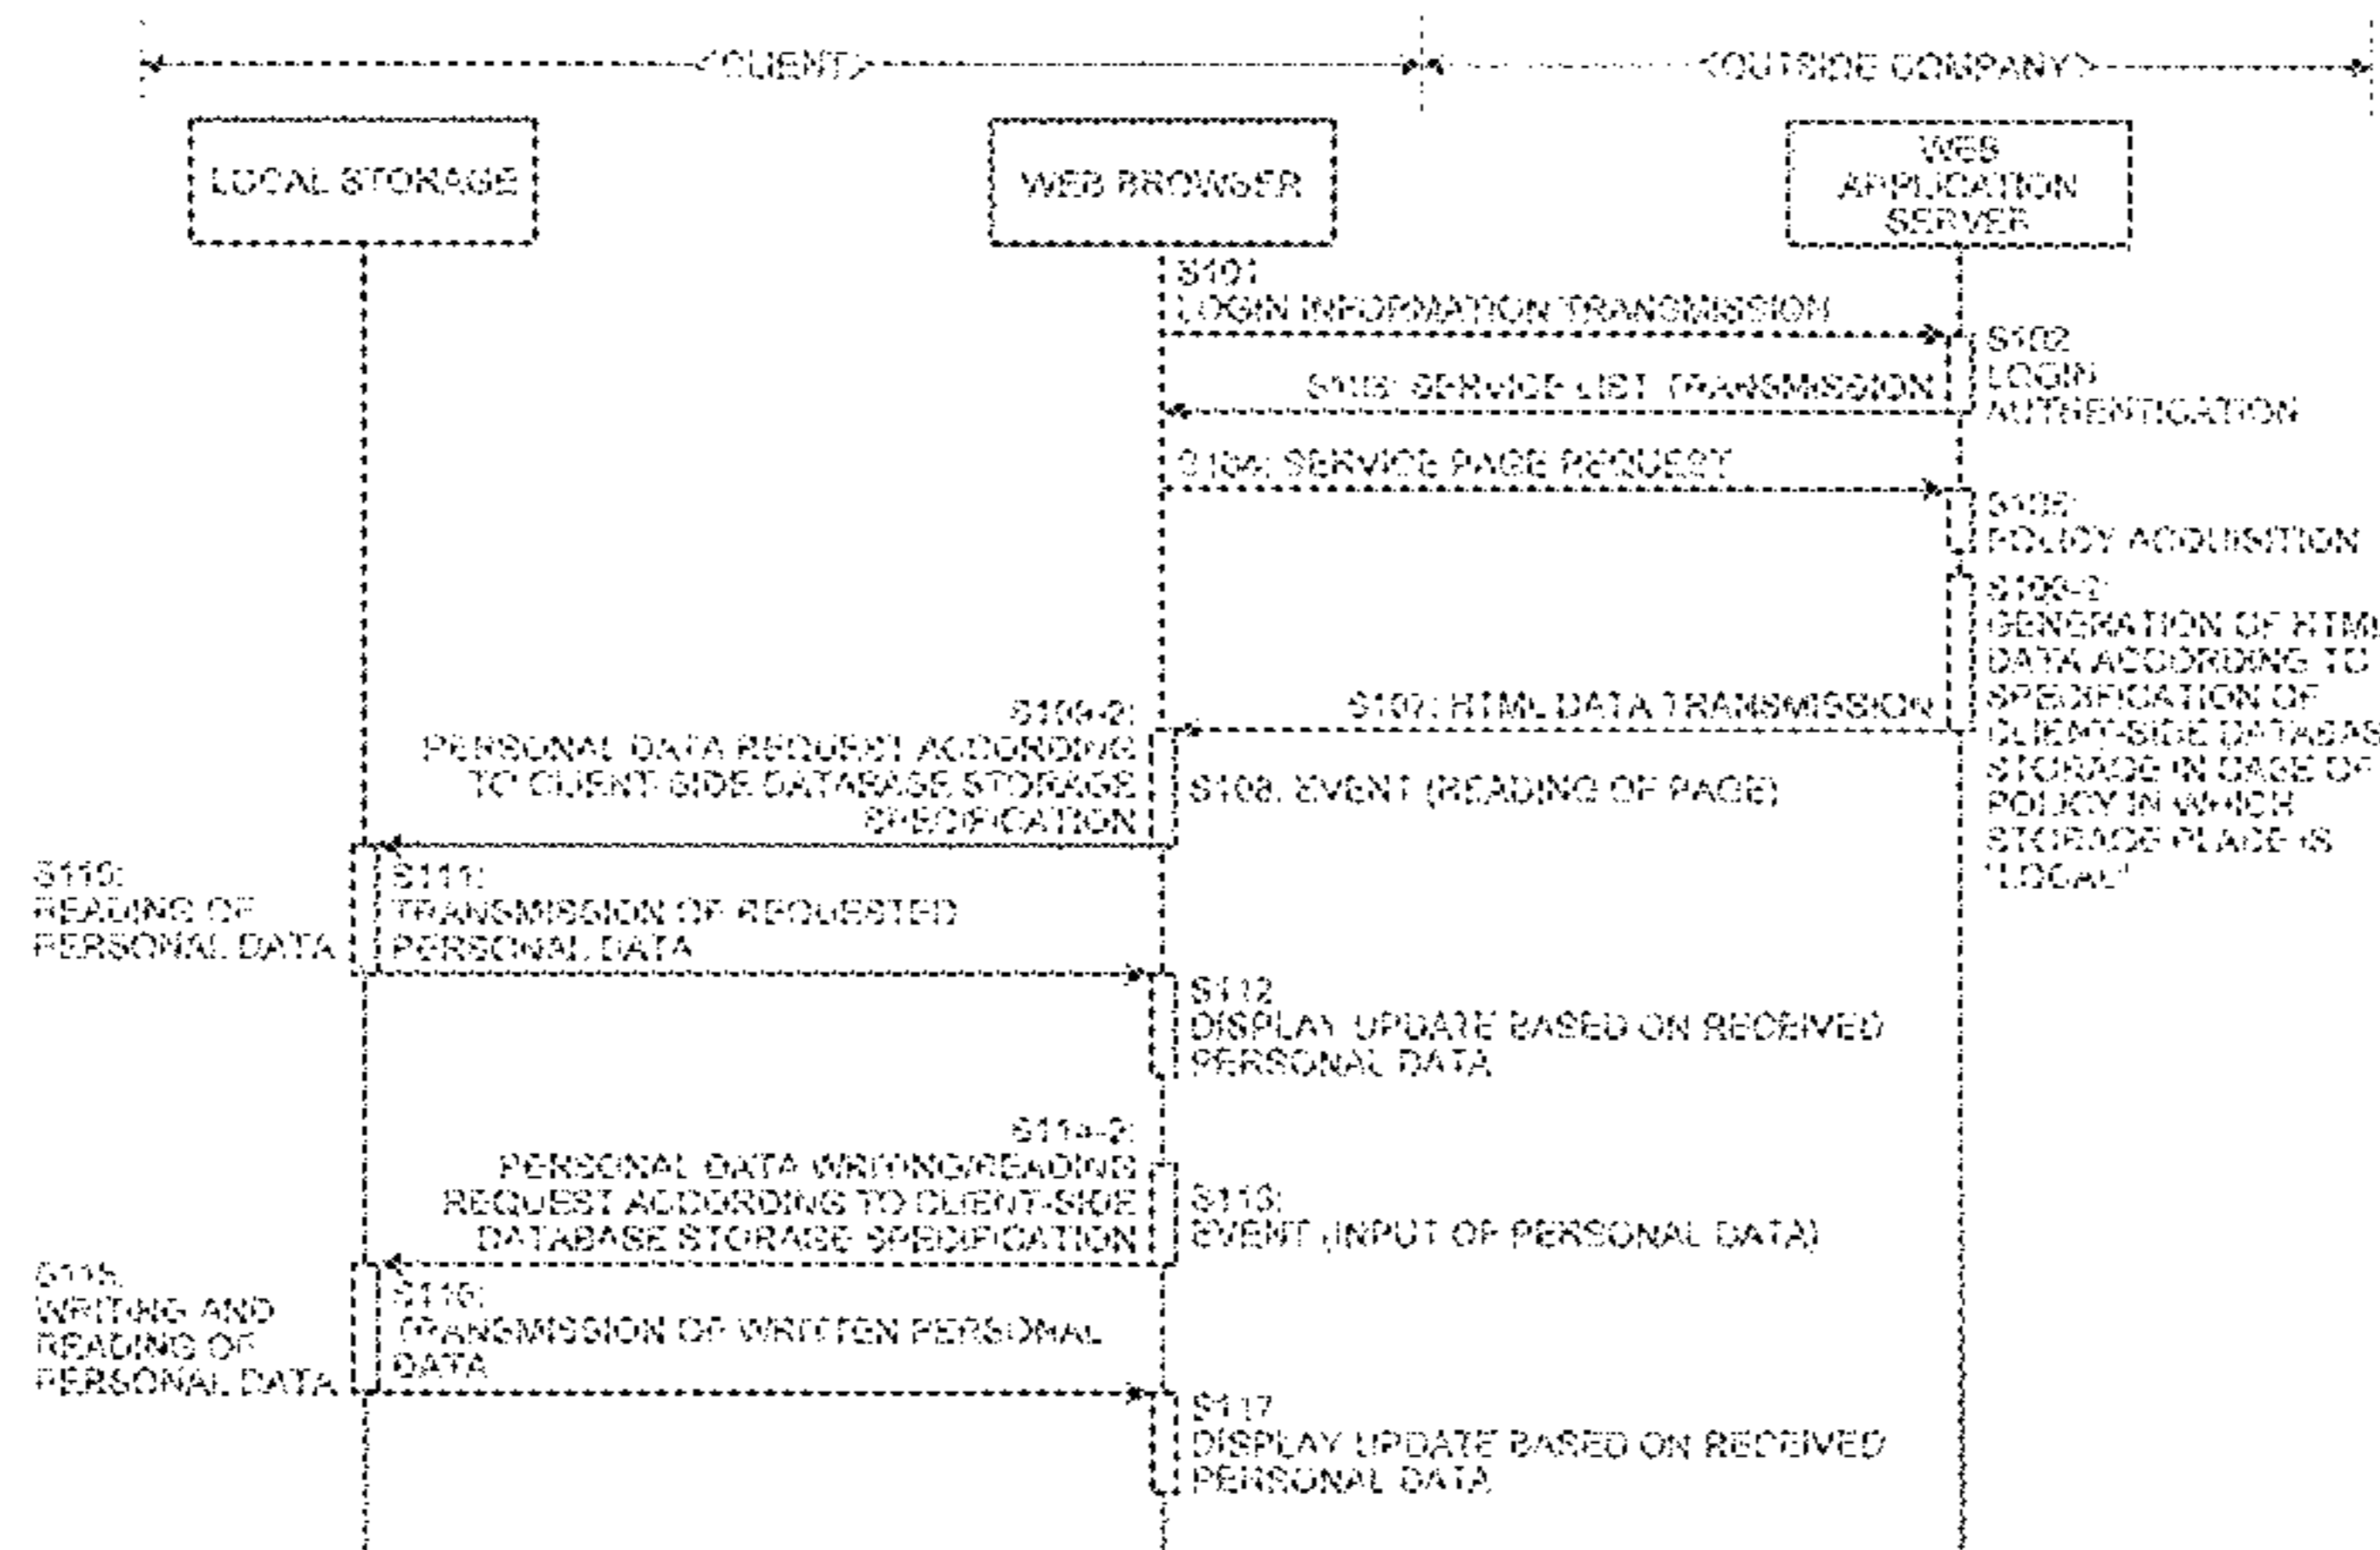 <CLIENT>
<OUTSIDE COMPANY>
LOCAL STORAGE
WEB BROWSER
WEB
APPLICATION
SERVER
S101
LOGIN INFORMATION TRANSMISSION
S102
LOGIN
AUTHENTICATION
S103: SERVICE LIST TRANSMISSION
S104: SERVICE PAGE REQUEST
S105:
POLICY ACQUISITION
S106-2:
GENERATION OF HTML
DATA ACCORDING TO
SPECIFICATION OF
CLIENT-SIDE DATABAS
STORAGE IN CASE OF
POLICY IN WHICH
STORAGE PLACE IS
"LOCAL"
S107: HTML DATA TRANSMISSION
S109-2:
PERSONAL DATA REQUEST ACCORDING
TO CLIENT-SIDE DATABASE STORAGE
SPECIFICATION
S108: EVENT (READING OF PAGE)
S110:
READING OF
PERSONAL DATA
S111:
TRANSMISSION OF REQUESTED
PERSONAL DATA
S112
DISPLAY UPDATE BASED ON RECEIVED
PERSONAL DATA
S114-2:
PERSONAL DATA WRITING/READING
REQUEST ACCORDING TO CLIENT-SIDE
DATABASE STORAGE SPECIFICATION
S113:
EVENT (INPUT OF PERSONAL DATA)
S115:
WRITING AND
READING OF
PERSONAL DATA
S116:
TRANSMISSION OF WRITTEN PERSONAL
DATA
S117
DISPLAY UPDATE BASED ON RECEIVED
PERSONAL DATA